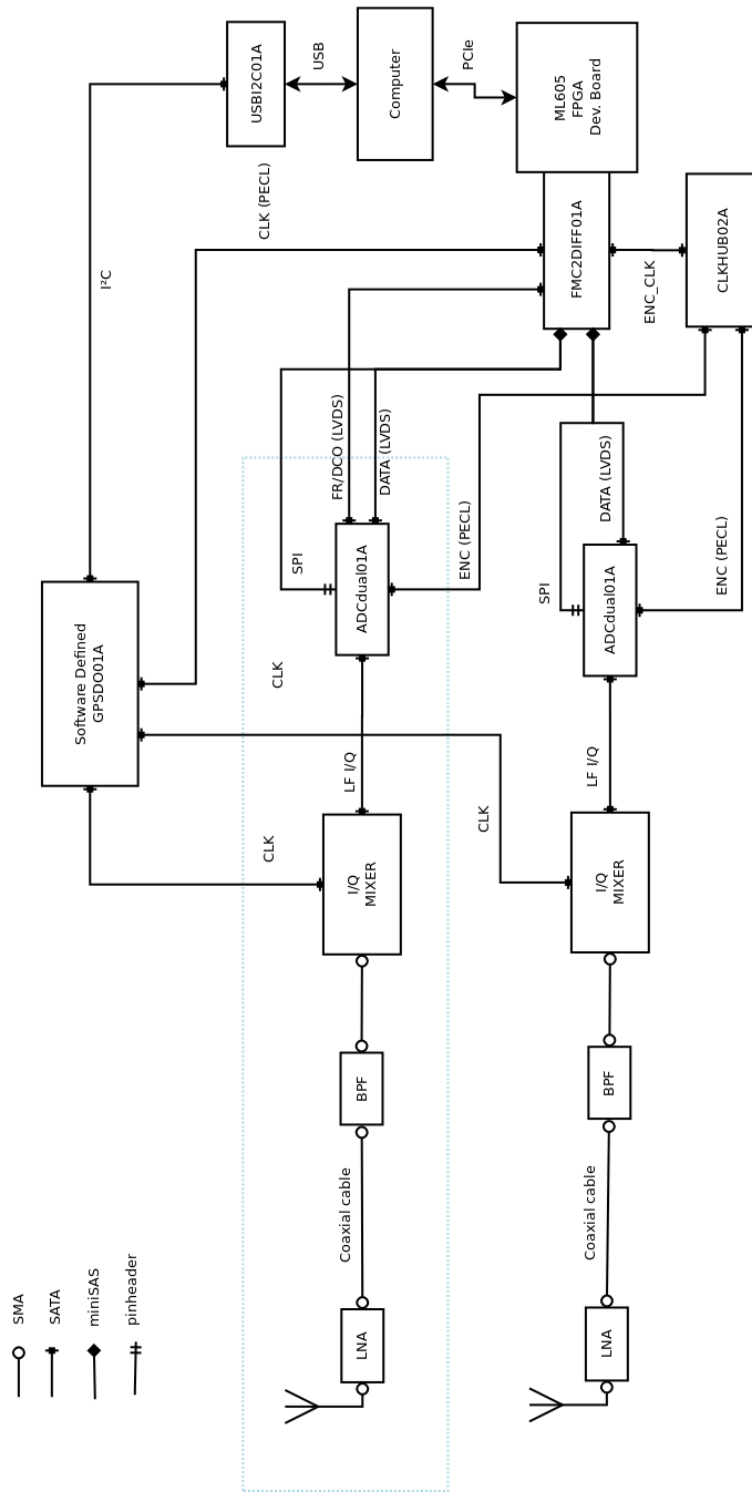 SMA
SATA
miniSAS
pinheader
Software Defined
GPSDO01A
I²C
USBI2C01A
USB
Computer
PCIe
ML605
FPGA
Dev. Board
CLK (PECL)
FMC2DIFF01A
ENC_CLK
CLKHUB02A
LNA
Coaxial cable
BPF
I/Q
MIXER
CLK
LF I/Q
CLK
ADCdual01A
SPI
FR/DCO (LVDS)
DATA (LVDS)
ENC (PECL)
LNA
Coaxial cable
BPF
I/Q
MIXER
CLK
LF I/Q
ADCdual01A
SPI
DATA (LVDS)
ENC (PECL)